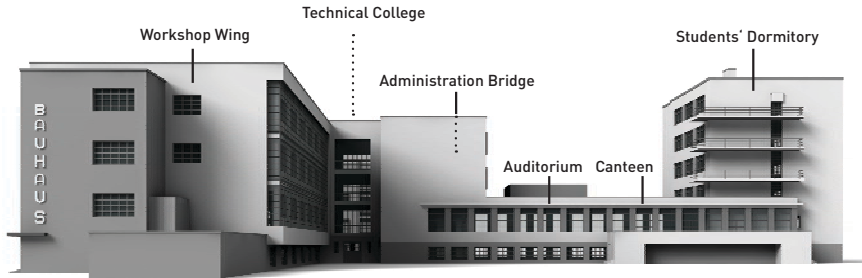 Technical College
Workshop Wing
Students’ Dormitory
Administration Bridge
Auditorium
Canteen
BAUHAUS